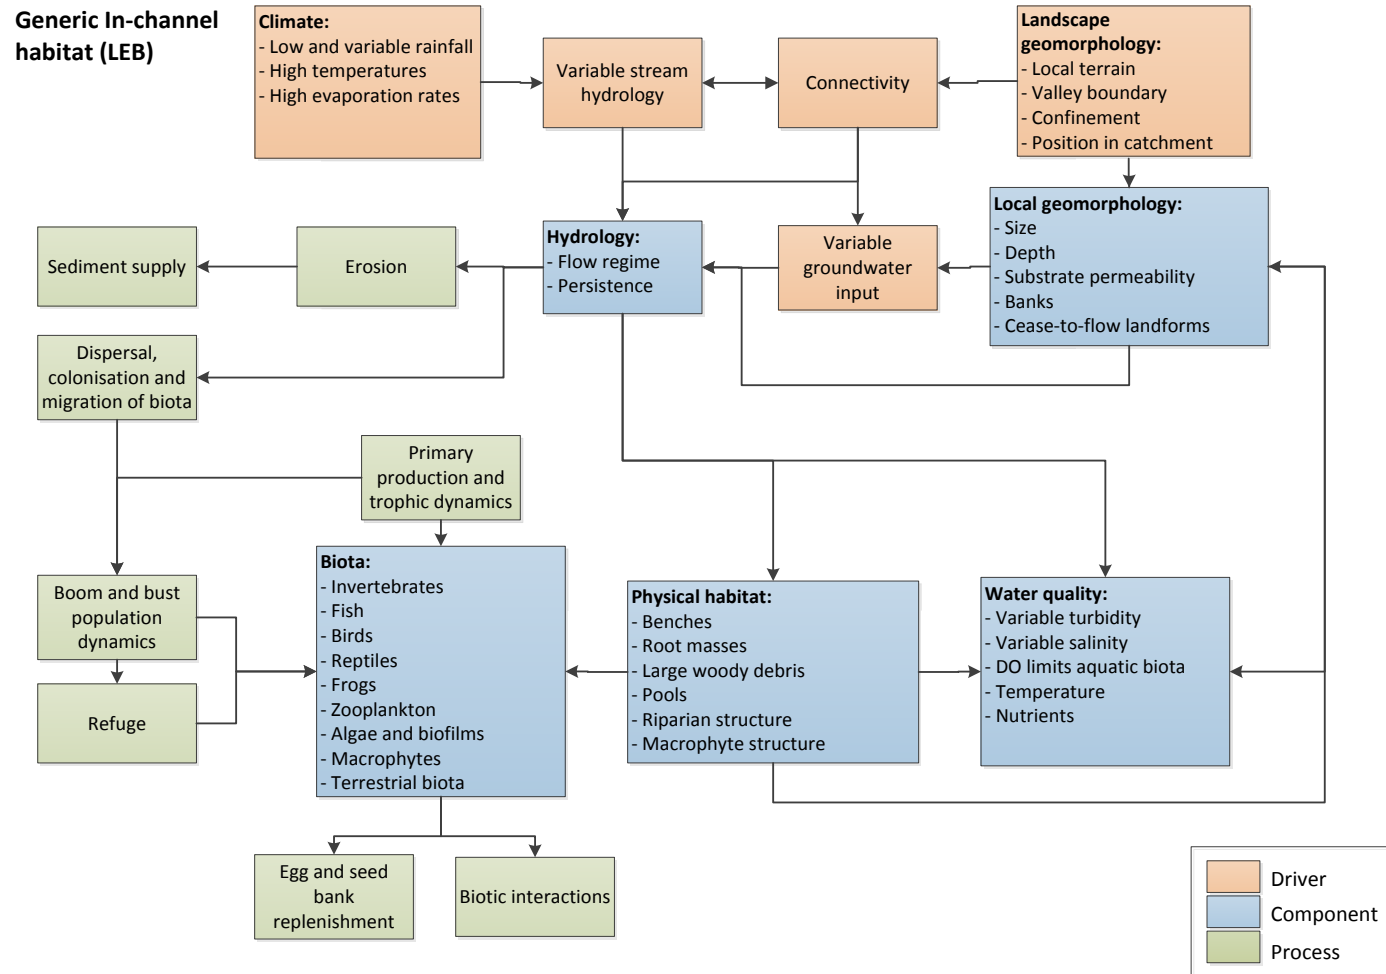 Generic In-channel
habitat (LEB)
Climate:
- Low and variable rainfall
- High temperatures
- High evaporation rates
Variable stream
hydrology
Connectivity
Landscape
geomorphology:
- Local terrain
- Valley boundary
- Confinement
- Position in catchment
Sediment supply
Erosion
Hydrology:
- Flow regime
- Persistence
Variable
groundwater
input
Local geomorphology:
- Size
- Depth
- Substrate permeability
- Banks
- Cease-to-flow landforms
Dispersal,
colonisation and
migration of biota
Primary
production and
trophic dynamics
Boom and bust
population
dynamics
Refuge
Biota:
- Invertebrates
- Fish
- Birds
- Reptiles
- Frogs
- Zooplankton
- Algae and biofilms
- Macrophytes
- Terrestrial biota
Physical habitat:
- Benches
- Root masses
- Large woody debris
- Pools
- Riparian structure
- Macrophyte structure
Water quality:
- Variable turbidity
- Variable salinity
- DO limits aquatic biota
- Temperature
- Nutrients
Egg and seed
bank
replenishment
Biotic interactions
Driver
Component
Process